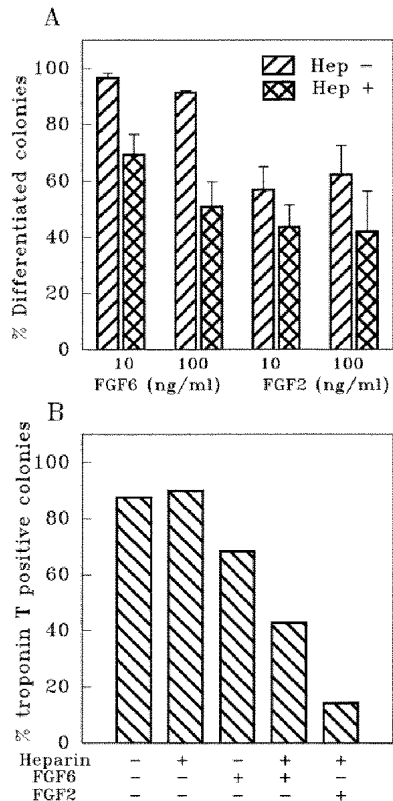 A
% Differentiated colonies
100
80
60
40
20
0
Hep −
Hep +
10 100 10 100
FGF6 (ng/ml) FGF2 (ng/ml)
B
% troponin T positive colonies
100
80
60
40
20
0
Heparin − + − + +
FGF6 − − + + −
FGF2 − − − − +